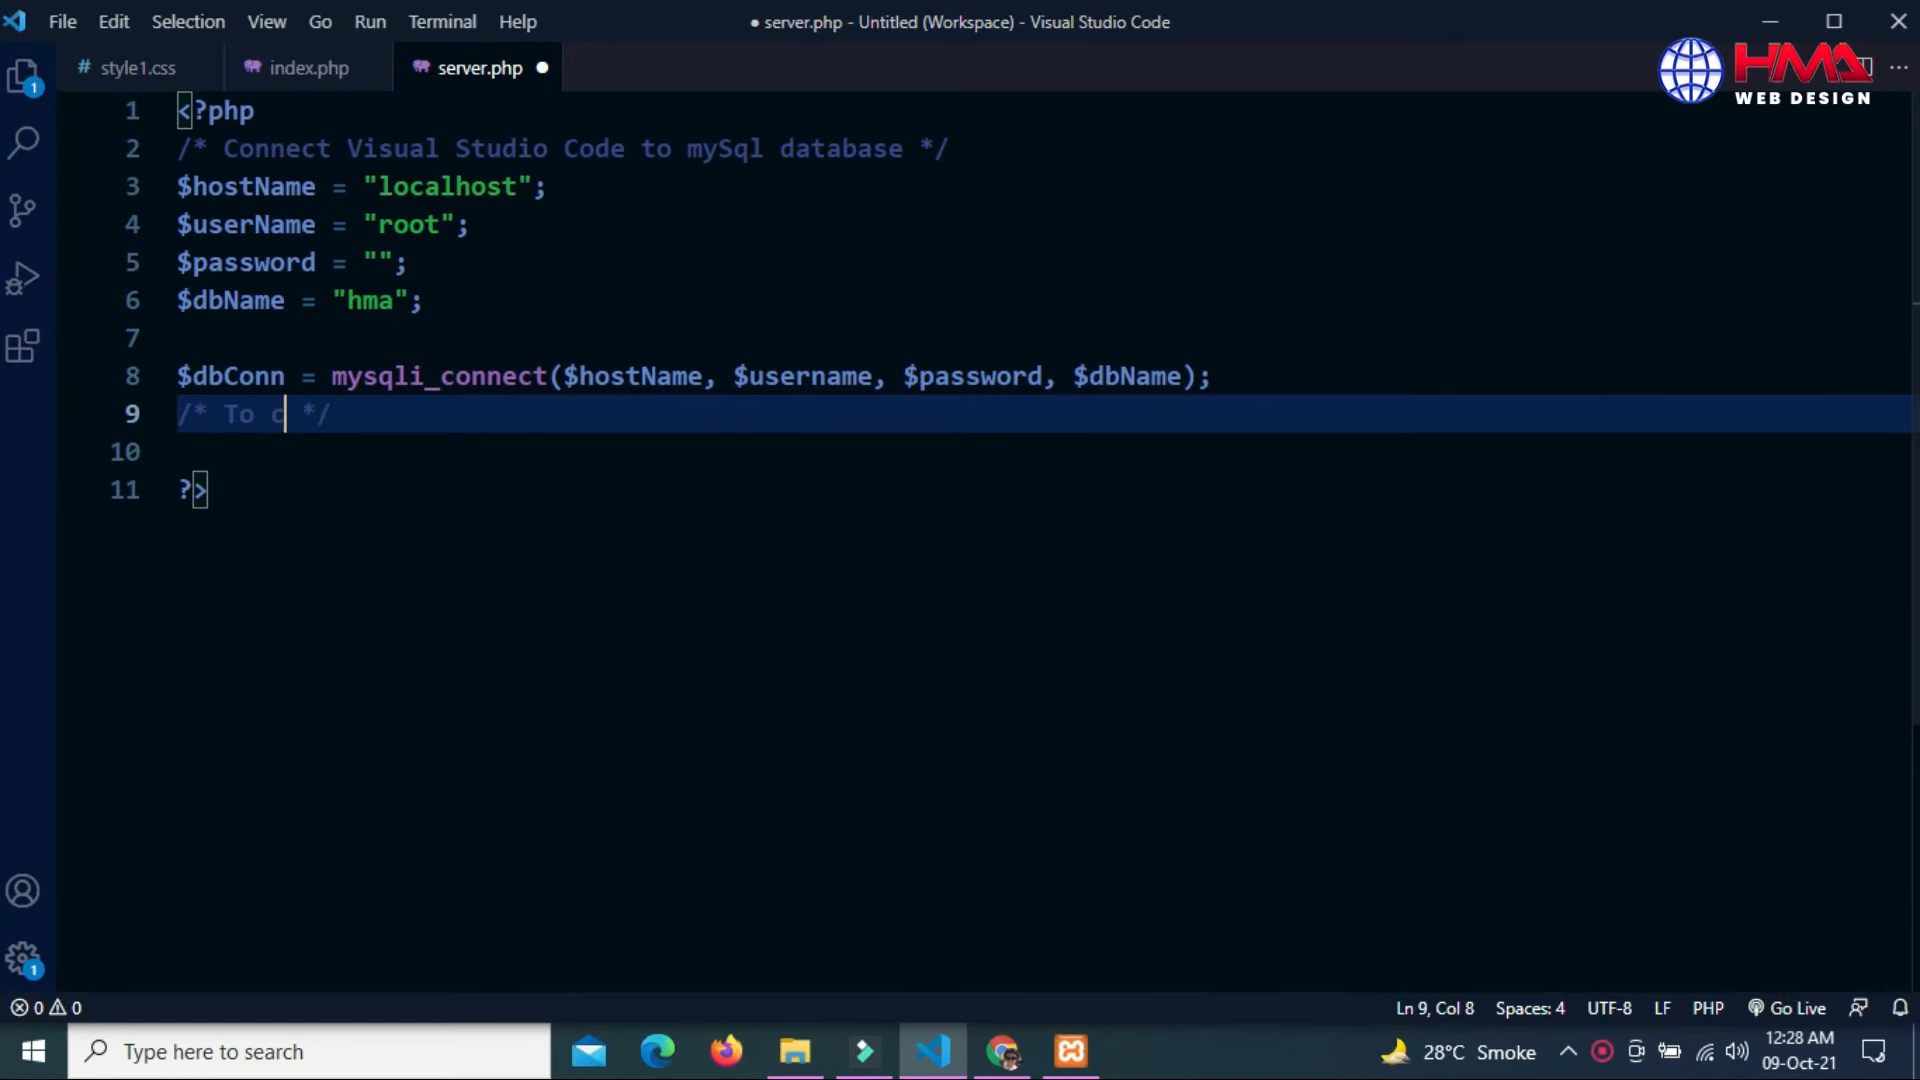 File Edit Selection View Go Run Terminal Help
● server.php - Untitled (Workspace) - Visual Studio Code
# style1.css index.php server.php ●
HMA
WEB DESIGN
1 <?php
2 /* Connect Visual Studio Code to mySql database */
3 $hostName = "localhost";
4 $userName = "root";
5 $password = "";
6 $dbName = "hma";
7
8 $dbConn = mysqli_connect($hostName, $username, $password, $dbName);
9 /* To c */
10
11 ?>
1
1
0 0
Ln 9, Col 8 Spaces: 4 UTF-8 LF PHP Go Live
Type here to search
28°C Smoke
12:28 AM
09-Oct-21